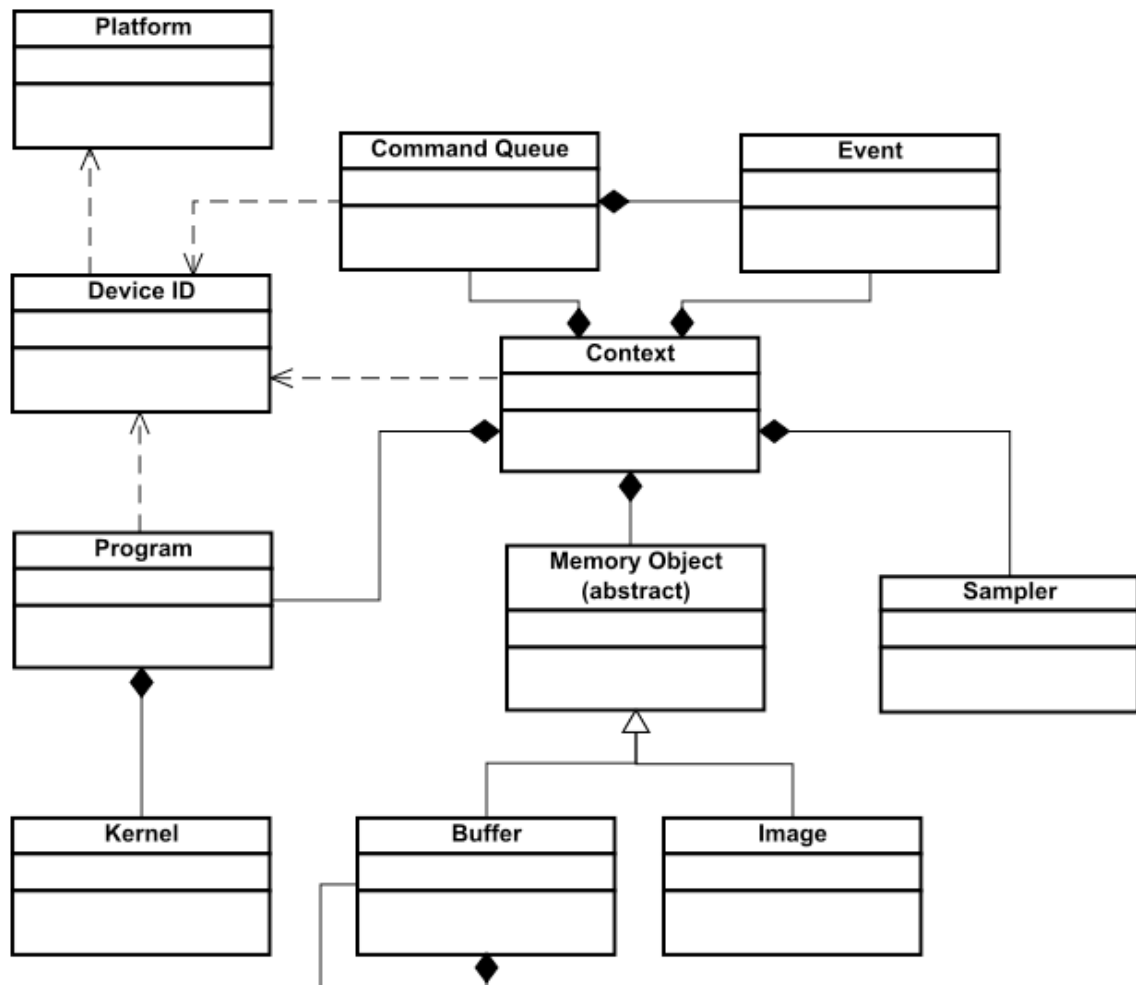 Platform
Command Queue
Event
Device ID
Context
Program
Memory Object
(abstract)
Sampler
Kernel
Buffer
Image